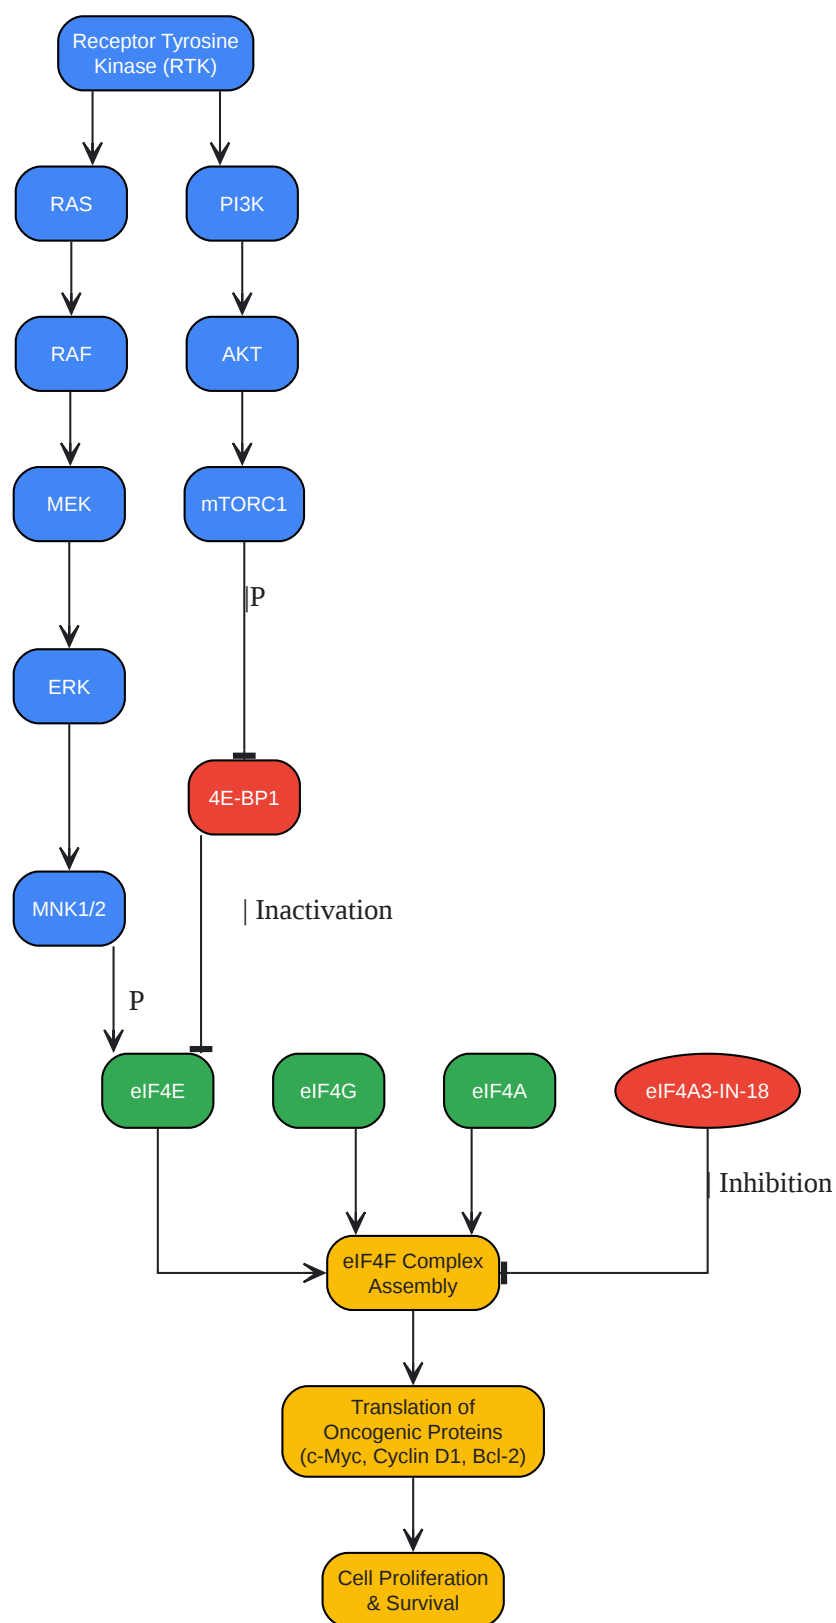 Receptor Tyrosine
Kinase (RTK)
RAS
PI3K
RAF
AKT
MEK
mTORC1
|P
ERK
4E-BP1
MNK1/2
| Inactivation
P
eIF4E
eIF4G
eIF4A
eIF4A3-IN-18
| Inhibition
eIF4F Complex
Assembly
Translation of
Oncogenic Proteins
(c-Myc, Cyclin D1, Bcl-2)
Cell Proliferation
& Survival